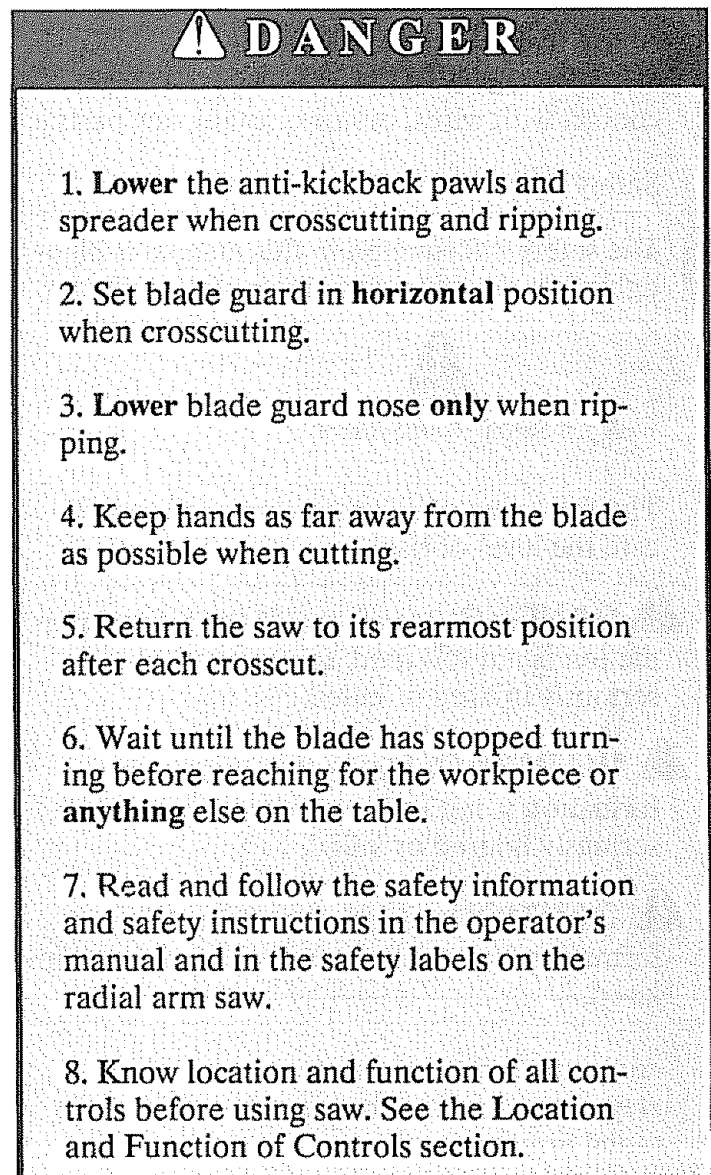 DANGER
1. Lower the anti-kickback pawls and
spreader when crosscutting and ripping.
2. Set blade guard in horizontal position
when crosscutting.
3. Lower blade guard nose only when rip-
ping.
4. Keep hands as far away from the blade
as possible when cutting.
5. Return the saw to its rearmost position
after each crosscut.
6. Wait until the blade has stopped turn-
ing before reaching for the workpiece or
anything else on the table.
7. Read and follow the safety information
and safety instructions in the operator's
manual and in the safety labels on the
radial arm saw.
8. Know location and function of all con-
trols before using saw. See the Location
and Function of Controls section.